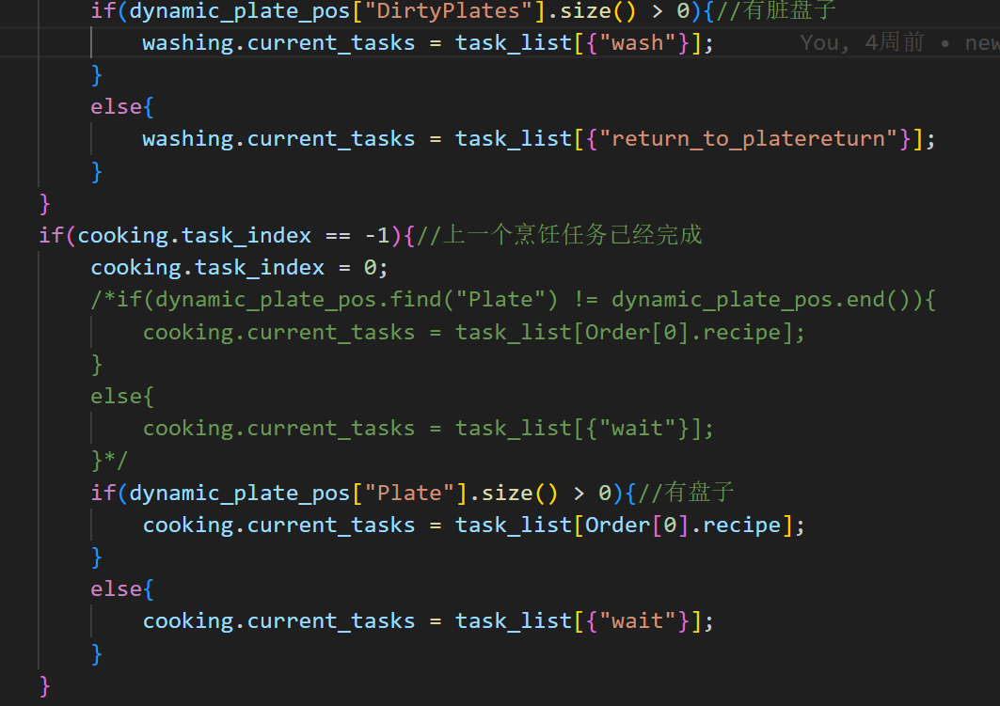 if(dynamic_plate_pos["DirtyPlates"].size() > 0){//有脏盘子
washing.current_tasks = task_list[{"wash"}]; You, 4周前 • new
}
else{
washing.current_tasks = task_list[{"return_to_platereturn"}];
}
}
if(cooking.task_index == -1){//上一个烹饪任务已经完成
cooking.task_index = 0;
/*if(dynamic_plate_pos.find("Plate") != dynamic_plate_pos.end()){
cooking.current_tasks = task_list[Order[0].recipe];
}
else{
cooking.current_tasks = task_list[{"wait"}];
}*/
if(dynamic_plate_pos["Plate"].size() > 0){//有盘子
cooking.current_tasks = task_list[Order[0].recipe];
}
else{
cooking.current_tasks = task_list[{"wait"}];
}
}